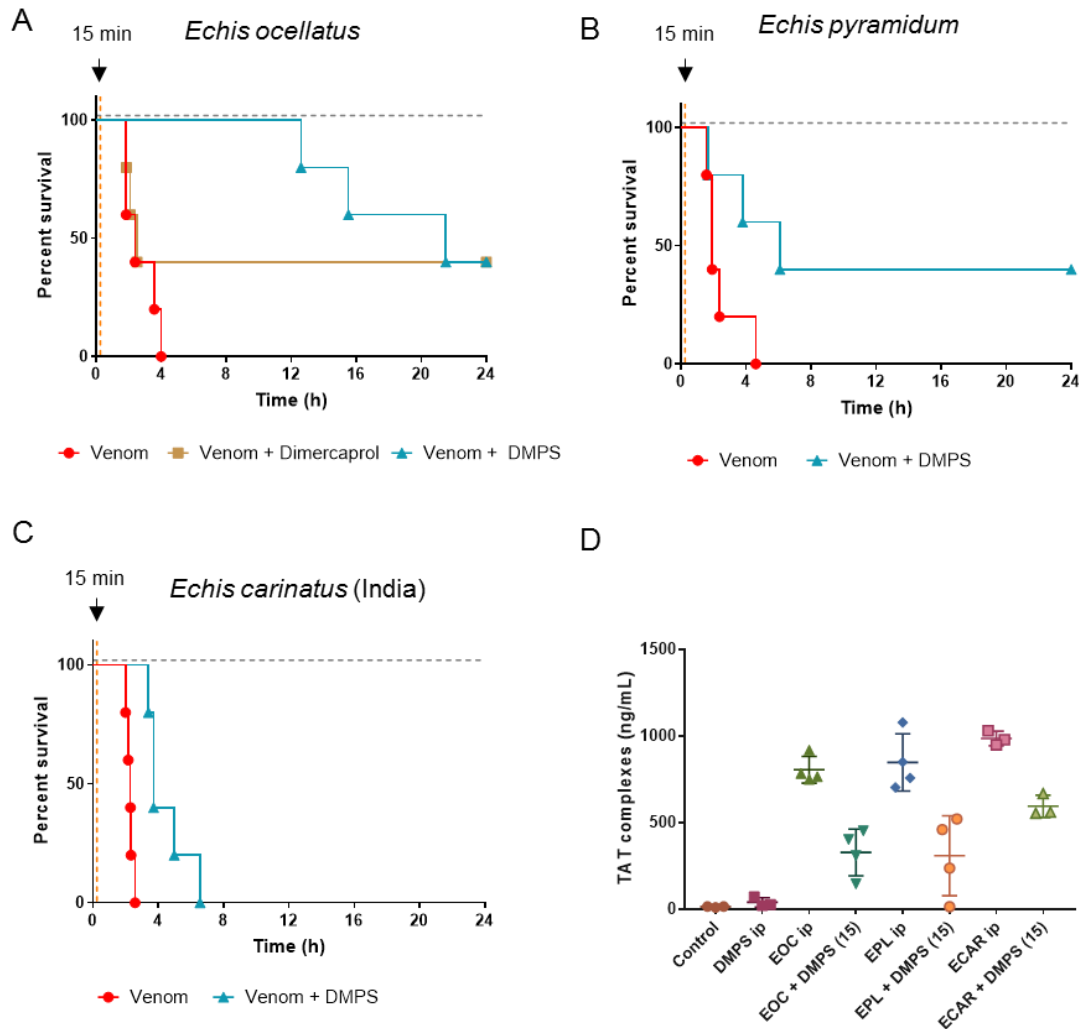 A
15 min
Echis ocellatus
Percent survival
100
50
0
0 4 8 12 16 20 24
Time (h)
Venom Venom + Dimercaprol Venom + DMPS
B
15 min
Echis pyramidum
Percent survival
100
50
0
0 4 8 12 16 20 24
Time (h)
Venom Venom + DMPS
C
15 min
Echis carinatus (India)
Percent survival
100
50
0
0 4 8 12 16 20 24
Time (h)
Venom Venom + DMPS
D
TAT complexes (ng/mL)
1500
1000
500
0
Control
DMPS ip
EOC ip
EOC + DMPS (15)
EPL ip
EPL + DMPS (15)
ECAR ip
ECAR + DMPS (15)